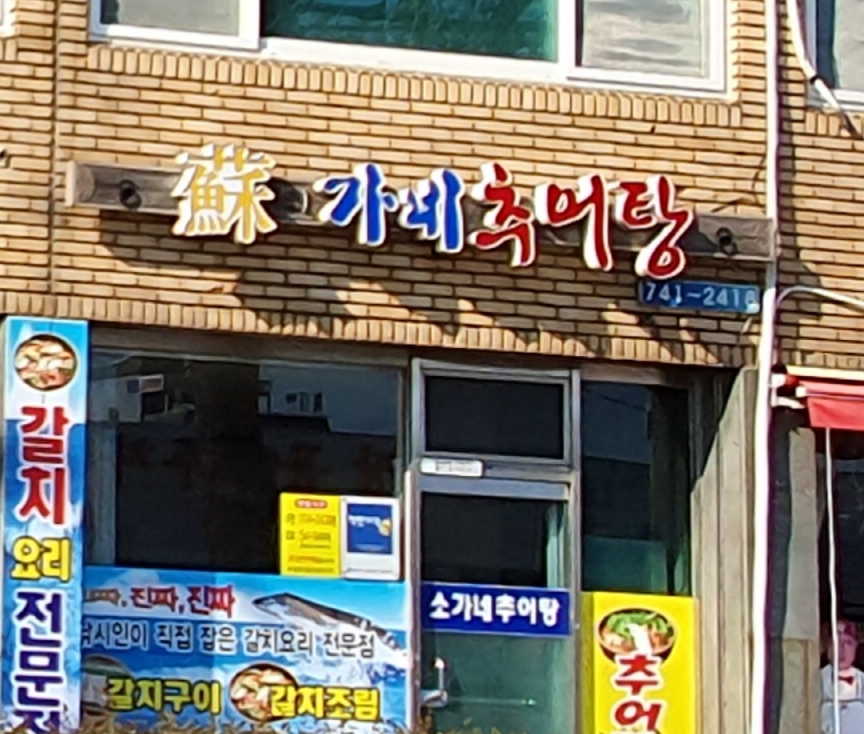 蘇가네추어탕
741-2418
갈치
요리
전문점
진짜, 진짜
낚시인이 직접 잡은 갈치요리 전문점
갈치구이 갈치조림
소가네추어탕
추어